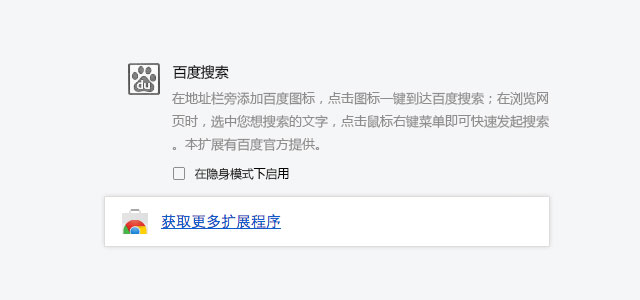 du
百度搜索
在地址栏旁添加百度图标，点击图标一键到达百度搜索；在浏览网
页时，选中您想搜索的文字，点击鼠标右键菜单即可快速发起搜索
。本扩展有百度官方提供。
在隐身模式下启用
获取更多扩展程序